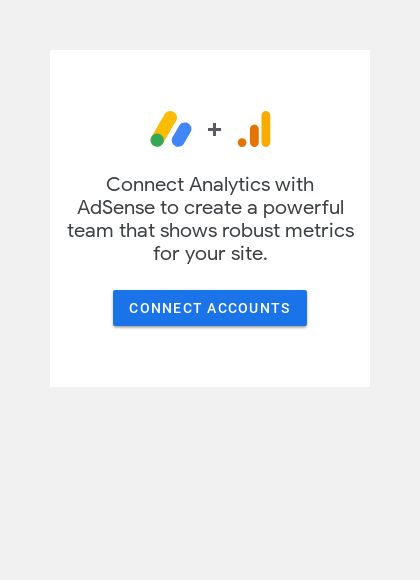 Connect Analytics with
AdSense to create a powerful
team that shows robust metrics
for your site.
CONNECT ACCOUNTS